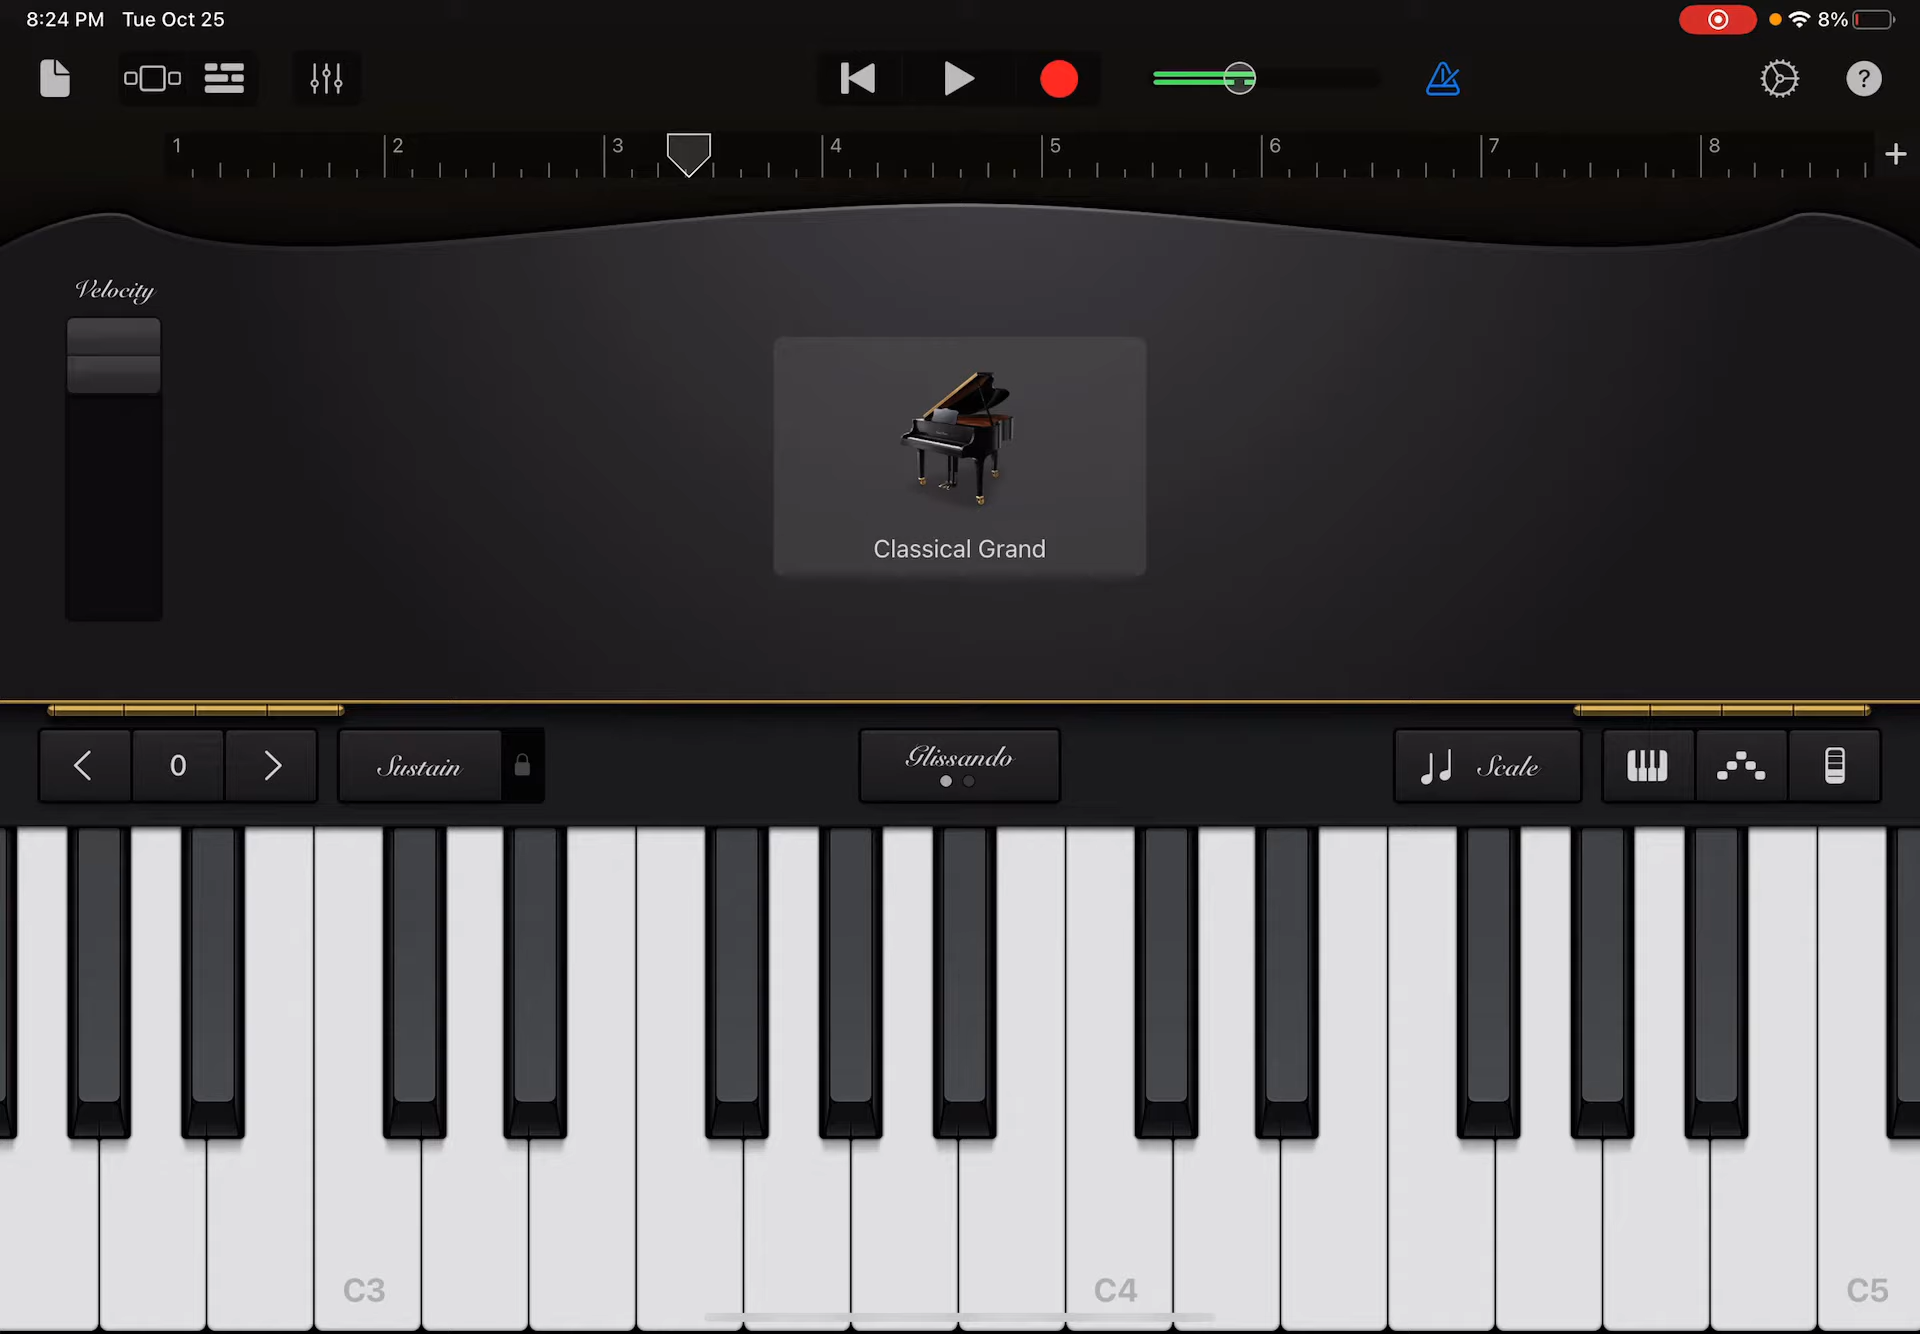 8:24 PM Tue Oct 25 8%
?
1 2 3 4 5 6 7 8 +
Velocity
Classical Grand
0 Sustain Glissando Scale
C3 C4 C5